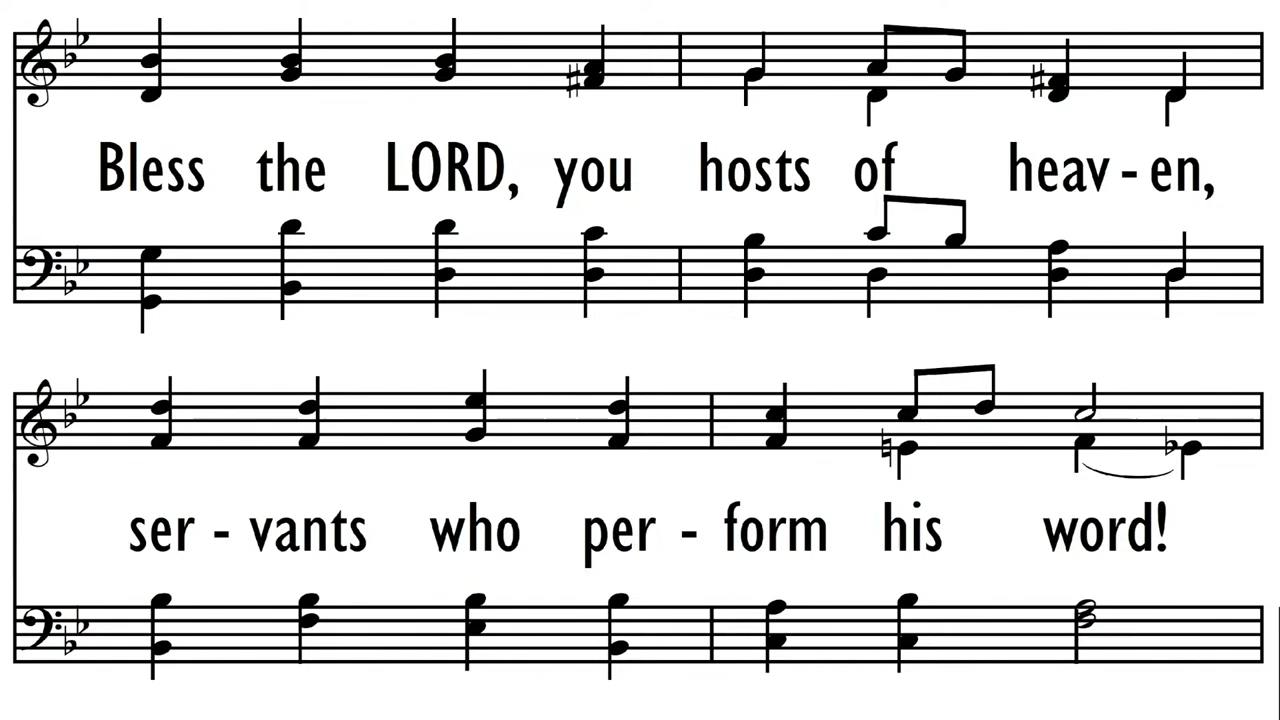 Bless the LORD, you hosts of heav - en,
ser - vants who per - form his word!